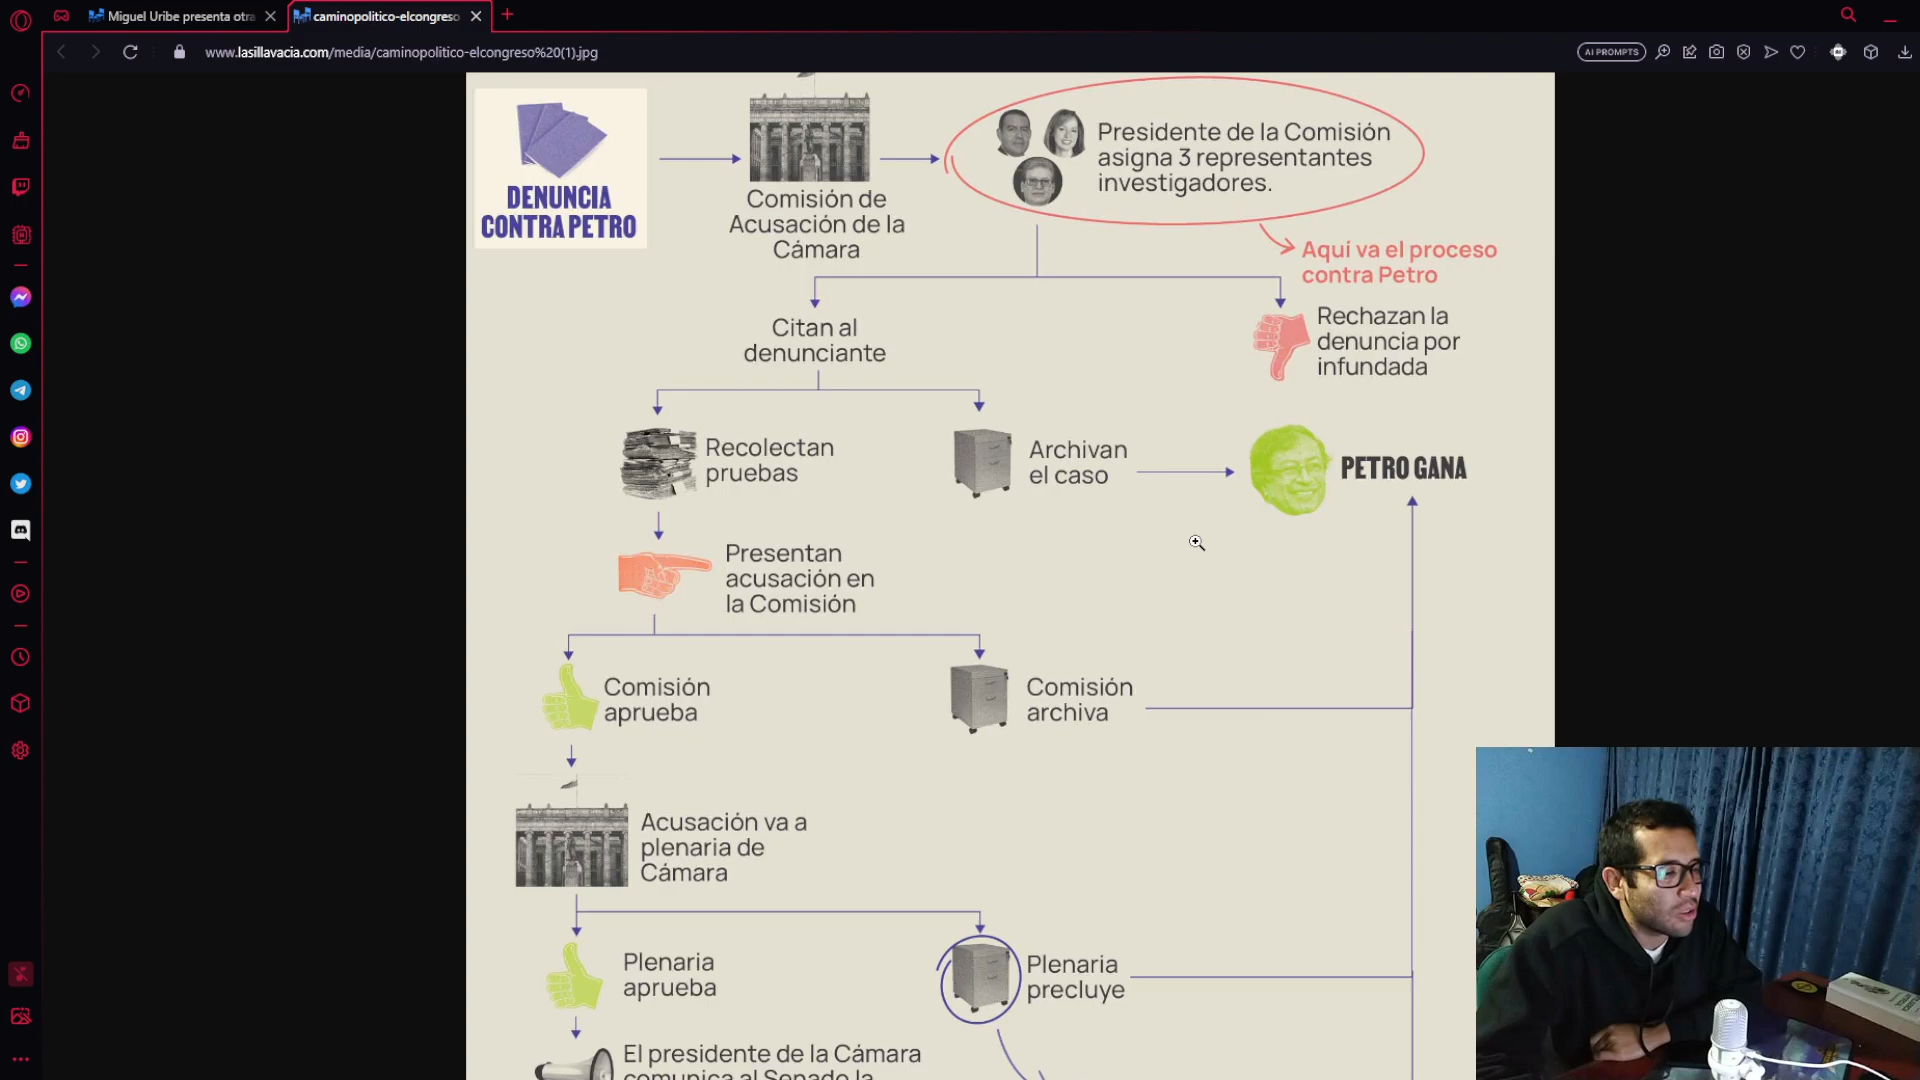 Miguel Uribe presenta otra
caminopolitico-elcongreso
www.lasillavacia.com/media/caminopolitico-elcongreso%20(1).jpg
AI PROMPTS
DENUNCIA
CONTRA PETRO
Comisión de
Acusación de la
Cámara
Presidente de la Comisión
asigna 3 representantes
investigadores.
Aquí va el proceso
contra Petro
Citan al
denunciante
Rechazan la
denuncia por
infundada
Recolectan
pruebas
Archivan
el caso
PETRO GANA
Presentan
acusación en
la Comisión
Comisión
aprueba
Comisión
archiva
Acusación va a
plenaria de
Cámara
Plenaria
aprueba
Plenaria
precluye
El presidente de la Cámara
comunica al Senado la